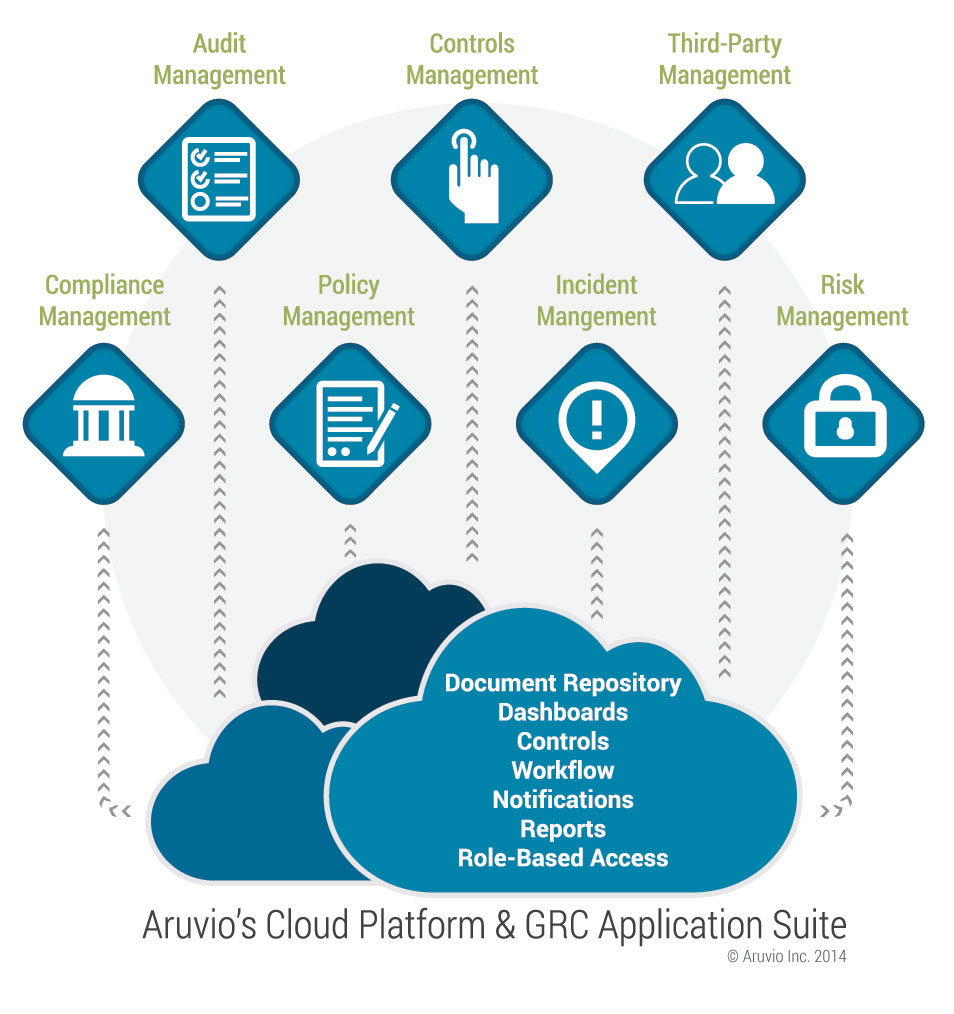 Audit
Management
Controls
Management
Third-Party
Management
Compliance
Management
Policy
Management
Incident
Mangement
Risk
Management
Document Repository
Dashboards
Controls
Workflow
Notifications
Reports
Role-Based Access
Aruvio's Cloud Platform & GRC Application Suite
© Aruvio Inc. 2014